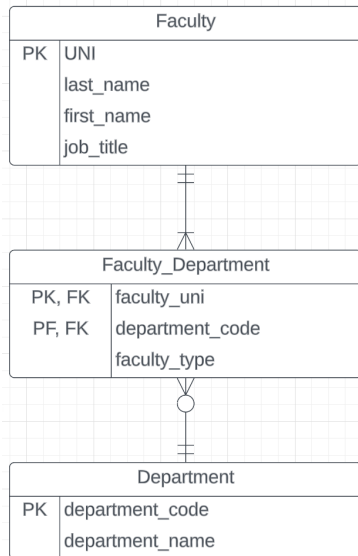 Faculty
PK UNI
last_name
first_name
job_title
Faculty_Department
PK, FK faculty_uni
PF, FK department_code
faculty_type
Department
PK department_code
department_name